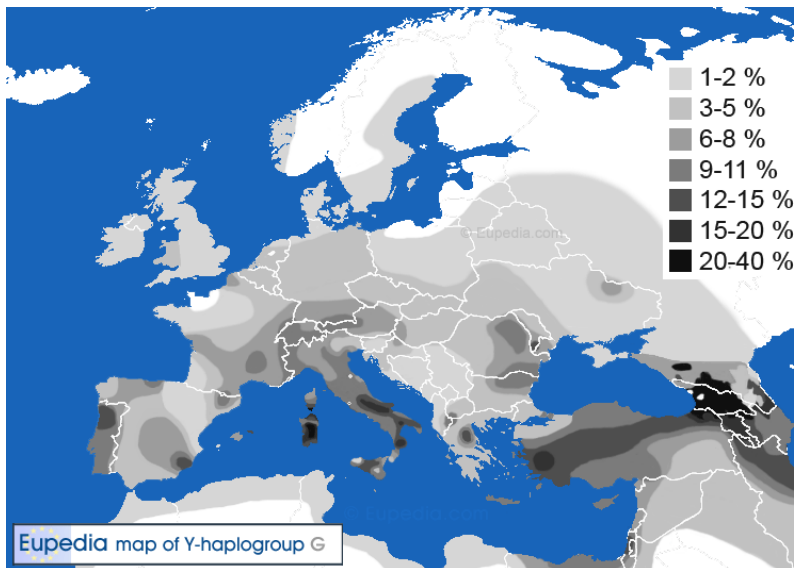 1-2 %
3-5 %
6-8 %
9-11 %
12-15 %
15-20 %
20-40 %
© Eupedia.com
© Eupedia.com
Eupedia map of Y-haplogroup G